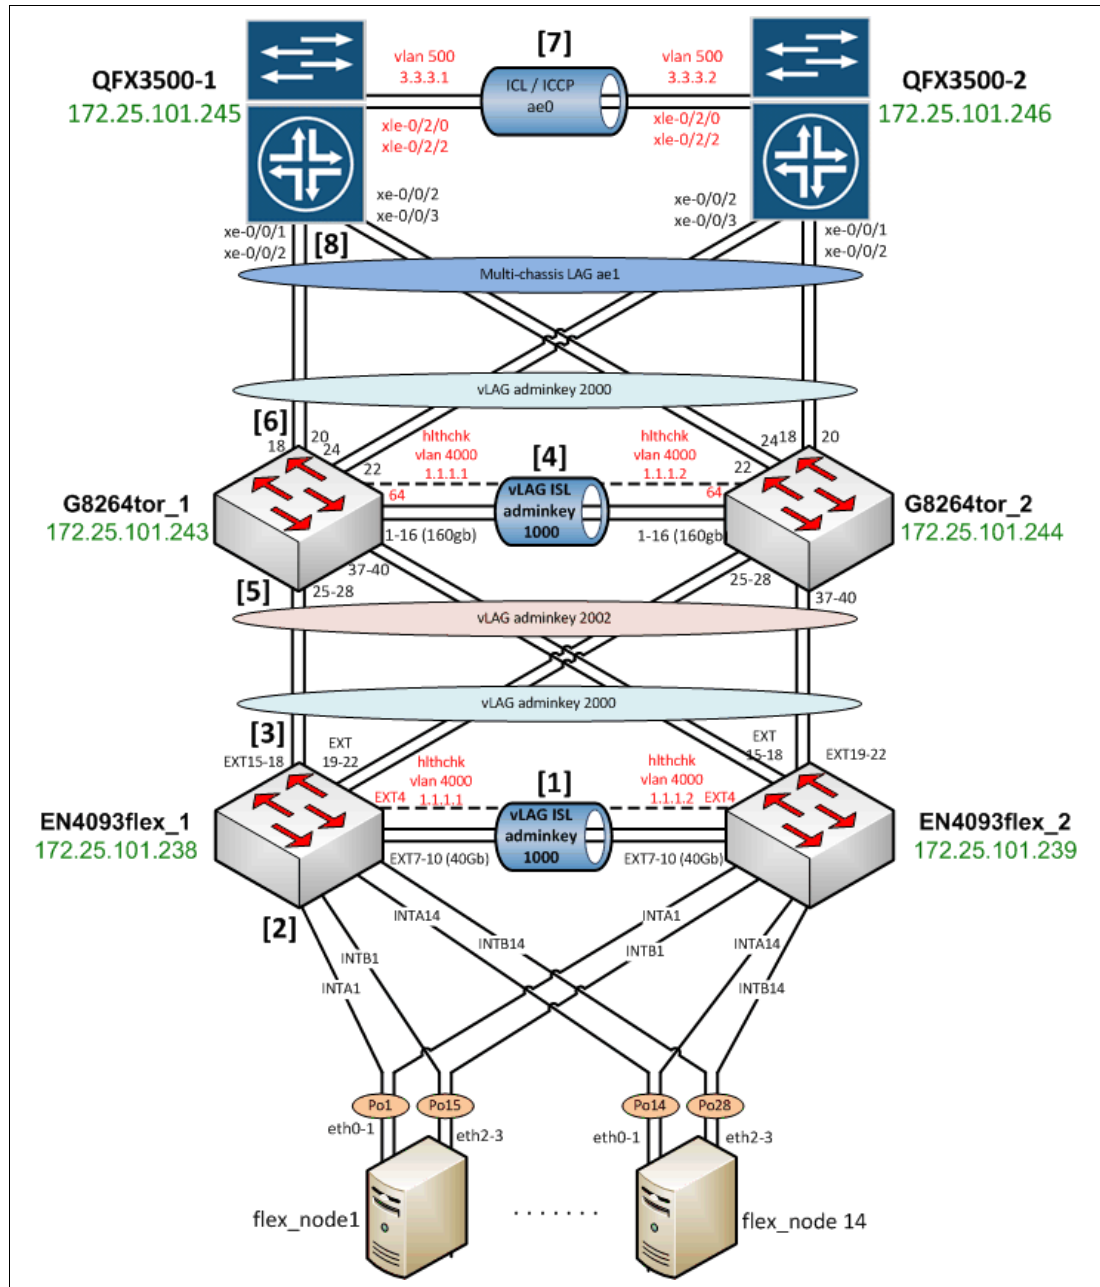 [7]
vlan 500
3.3.3.1
vlan 500
3.3.3.2
QFX3500-1
172.25.101.245
ICL / ICCP
ae0
QFX3500-2
172.25.101.246
xle-0/2/0
xle-0/2/2
xle-0/2/0
xle-0/2/2
xe-0/0/2
xe-0/0/3
xe-0/0/2
xe-0/0/3
xe-0/0/1
xe-0/0/2
[8]
xe-0/0/1
xe-0/0/2
Multi-chassis LAG ae1
vLAG adminkey 2000
[6]
18
20
24
22
hlthchk
vlan 4000
1.1.1.1
[4]
hlthchk
vlan 4000
1.1.1.2
24
18
20
22
G8264tor_1
172.25.101.243
64
vLAG ISL
adminkey
1000
64
G8264tor_2
172.25.101.244
1-16 (160gb)
1-16 (160gb
37-40
25-28
25-28
37-40
[5]
vLAG adminkey 2002
vLAG adminkey 2000
[3]
EXT15-18
EXT
19-22
EXT
15-18
EXT19-22
hlthchk
vlan 4000
1.1.1.1
EXT4
[1]
hlthchk
vlan 4000
1.1.1.2
EXT4
EN4093flex_1
172.25.101.238
vLAG ISL
adminkey
1000
EN4093flex_2
172.25.101.239
EXT7-10 (40Gb)
EXT7-10 (40Gb)
[2]
INTA14
INTB14
INTA1
INTB1
INTA14
INTB14
INTB1
INTA1
Po1
Po15
Po14
Po28
eth0-1
eth2-3
eth0-1
eth2-3
flex_node1
.......
flex_node 14